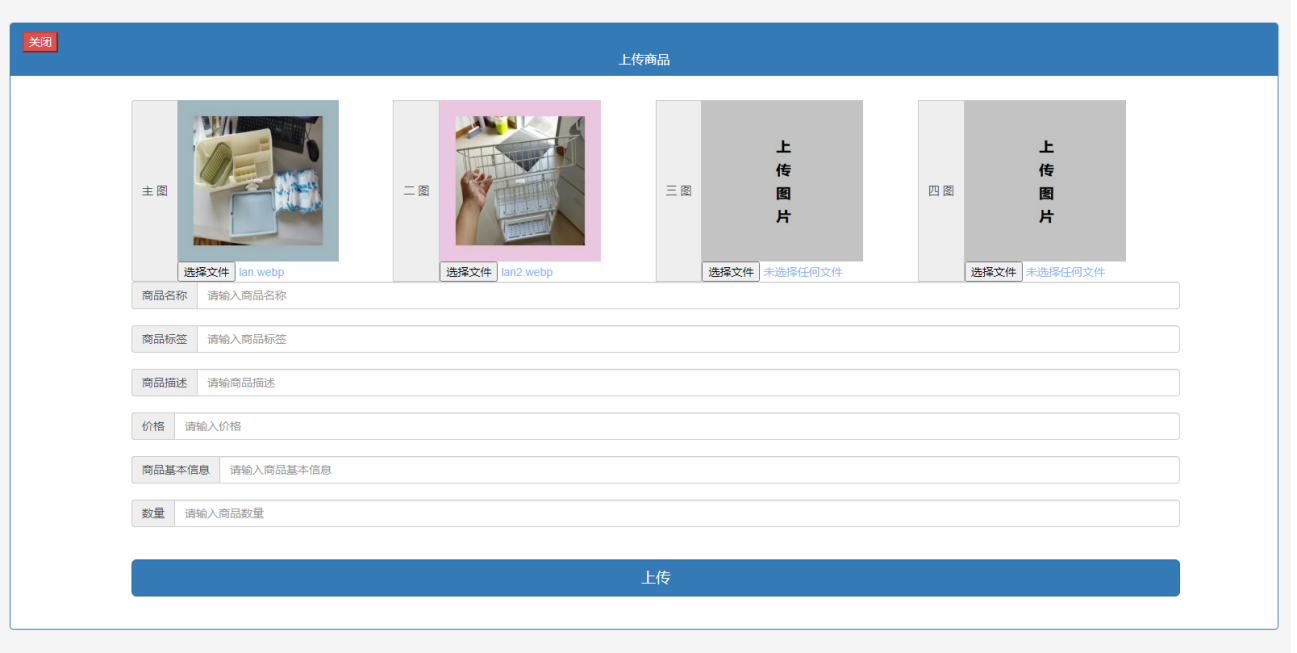 关闭
上传商品
主图
选择文件 lan.webp
二图
选择文件 lan2.webp
三图
上
传
图
片
选择文件 未选择任何文件
四图
上
传
图
片
选择文件 未选择任何文件
商品名称 请输入商品名称
商品标签 请输入商品标签
商品描述 请输商品描述
价格 请输入价格
商品基本信息 请输入商品基本信息
数量 请输入商品数量
上传